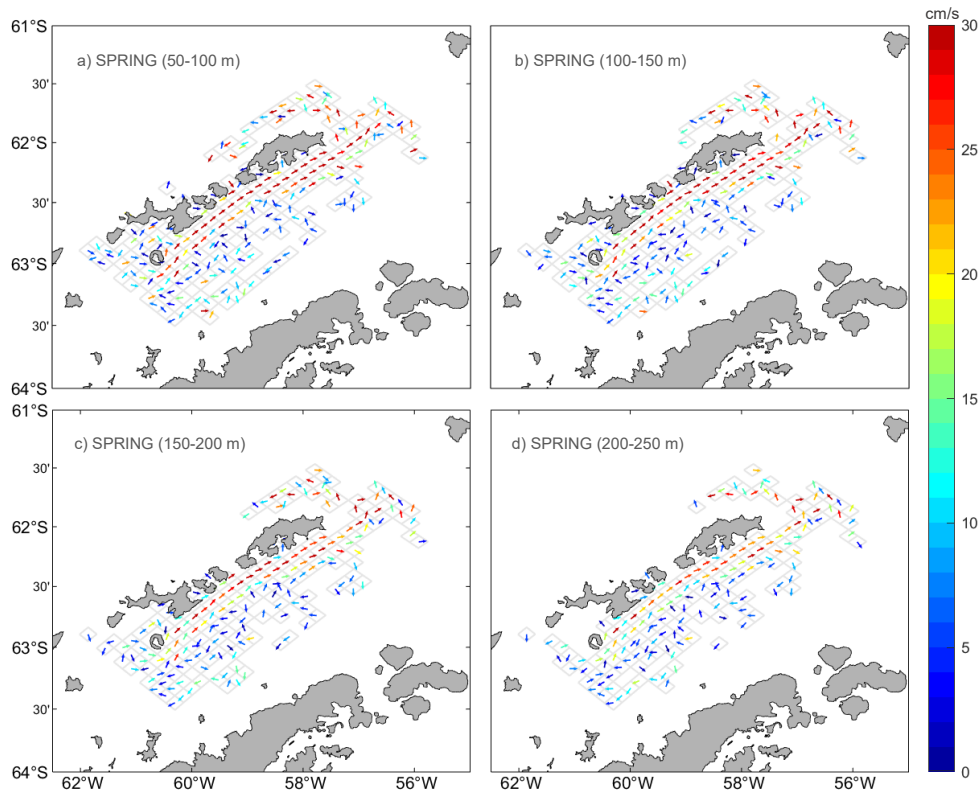 cm/s
61°S
30'
62°S
30'
63°S
30'
64°S
a) SPRING (50-100 m)
b) SPRING (100-150 m)
30
25
20
15
10
5
0
61°S
30'
62°S
30'
63°S
30'
64°S
c) SPRING (150-200 m)
d) SPRING (200-250 m)
62°W
60°W
58°W
56°W
62°W
60°W
58°W
56°W